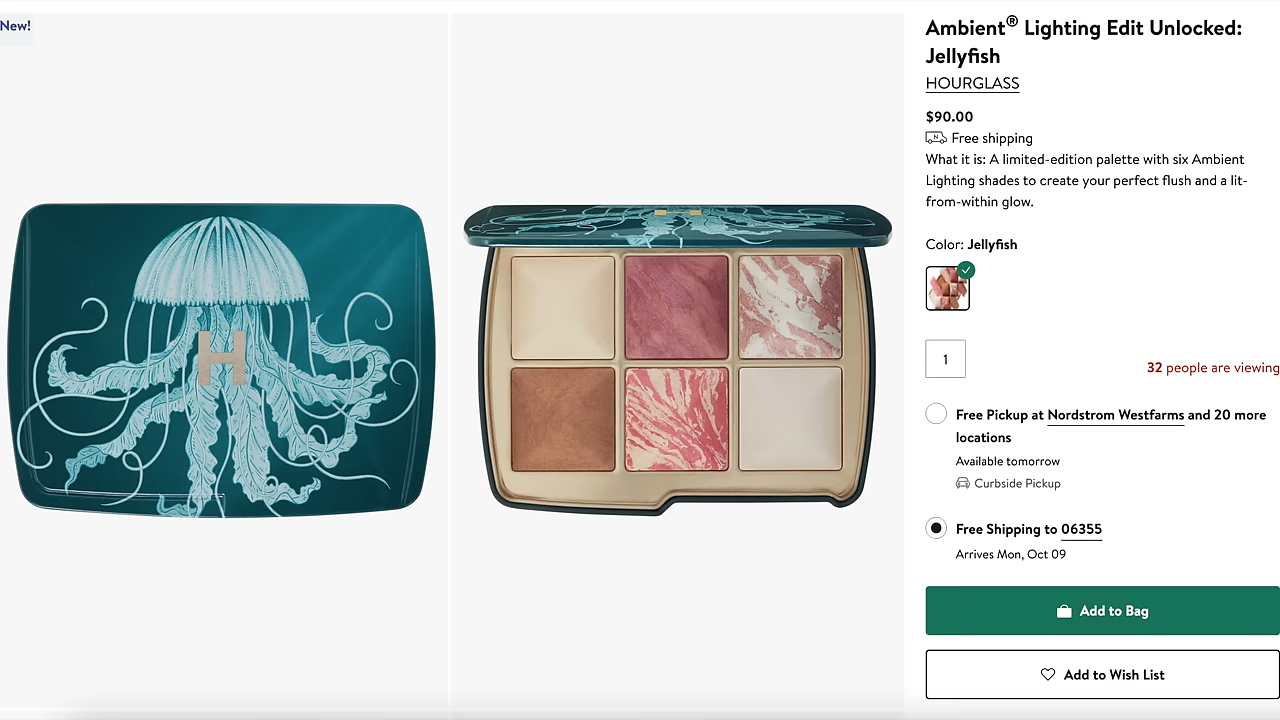 New!
H
Ambient® Lighting Edit Unlocked:
Jellyfish
HOURGLASS
$90.00
N Free shipping
What it is: A limited-edition palette with six Ambient
Lighting shades to create your perfect flush and a lit-
from-within glow.
Color: Jellyfish
1
32 people are viewing
Free Pickup at Nordstrom Westfarms and 20 more
locations
Available tomorrow
Curbside Pickup
Free Shipping to 06355
Arrives Mon, Oct 09
Add to Bag
Add to Wish List